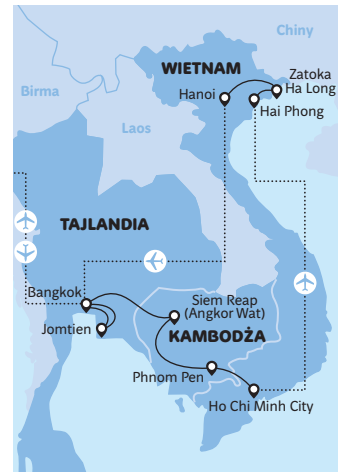 Chiny
WIETNAM
Zatoka
Ha Long
Birma
Hanoi
Hai Phong
Laos
TAJLANDIA
Bangkok
Siem Reap
(Angkor Wat)
Jomtien
KAMBODŻA
Phnom Pen
Ho Chi Minh City